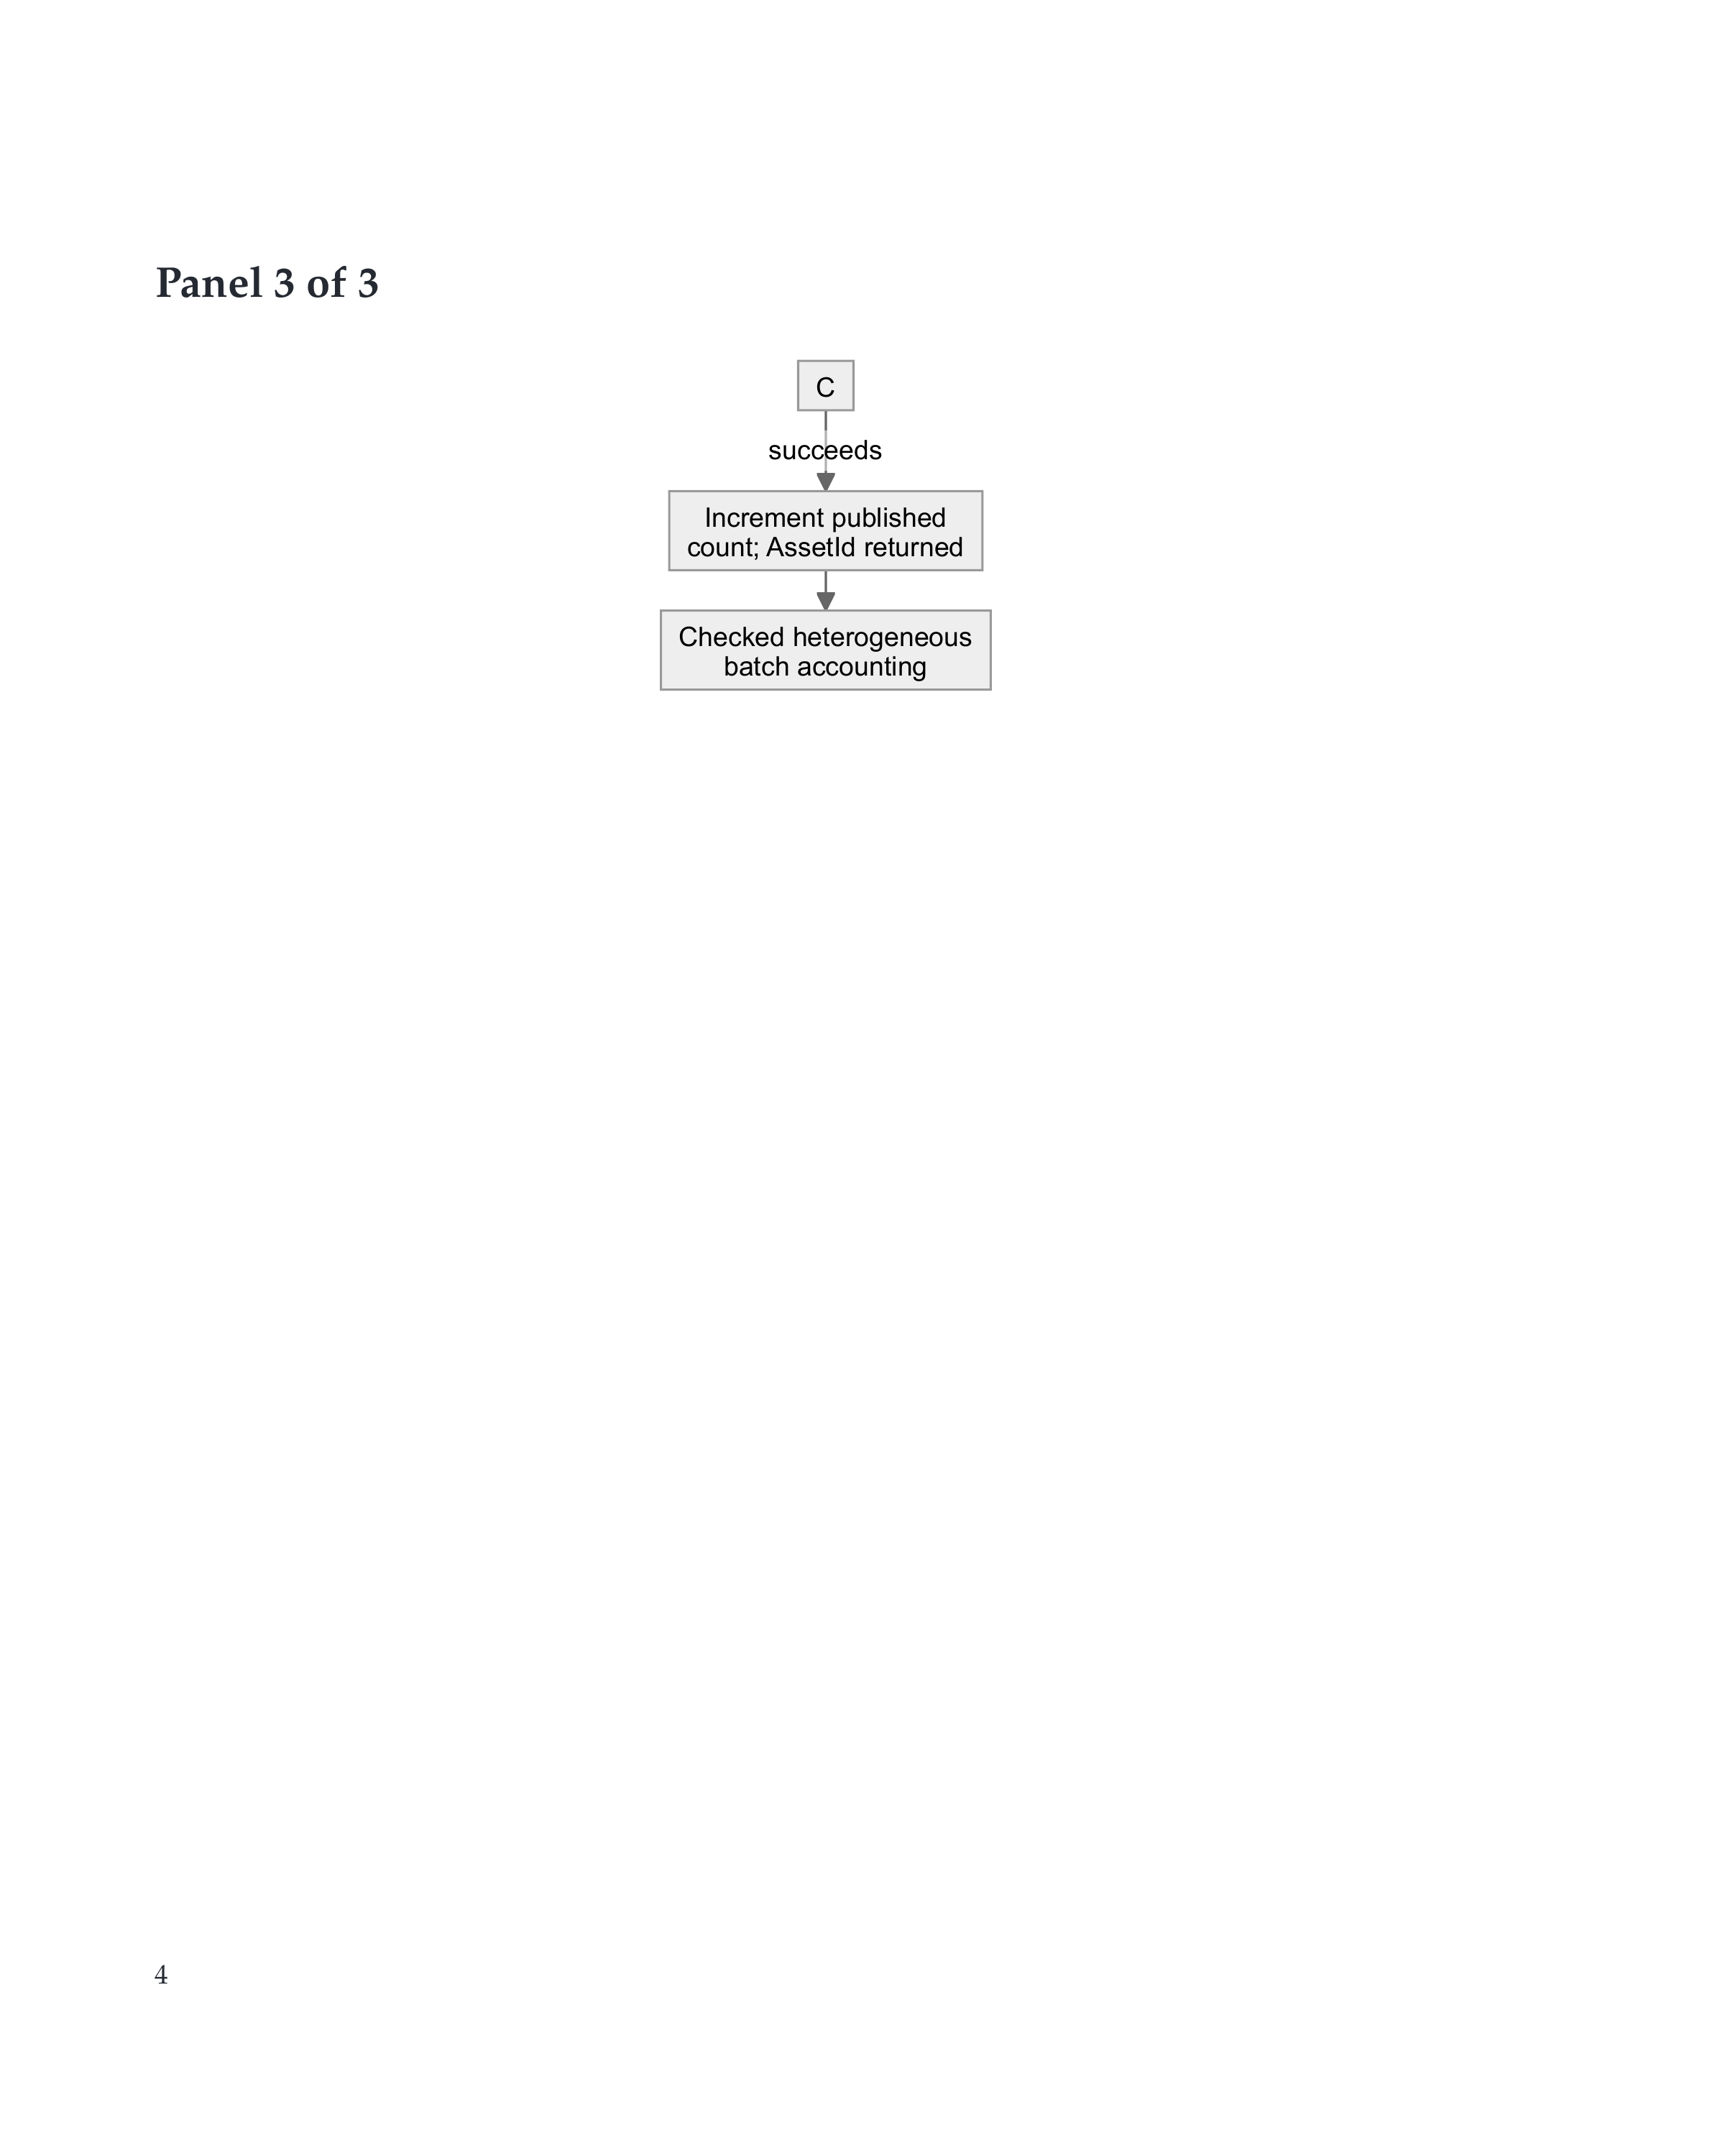 Panel 3 of 3
C
succeeds
Increment published
count; AssetId returned
Checked heterogeneous
batch accounting
4